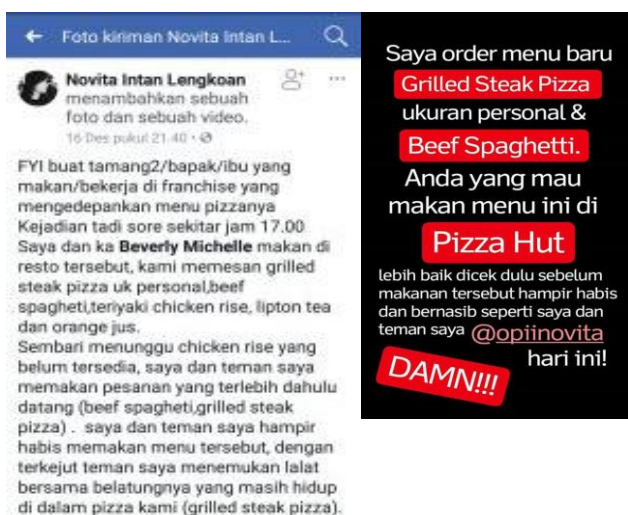 Foto kiriman Novita Intan L...
Novita Intan Lengkoan
menambahkan sebuah
foto dan sebuah video.
16 Des pukul 21.40
FYI buat tamang2/bapak/ibu yang
makan/bekerja di franchise yang
mengedepankan menu pizzanya
Kejadian tadi sore sekitar jam 17.00
Saya dan ka Beverly Michelle makan di
resto tersebut, kami memesan grilled
steak pizza uk personal,beef
spagheti,teriyaki chicken rise, lipton tea
dan orange jus.
Sembari menunggu chicken rise yang
belum tersedia, saya dan teman saya
memakan pesanan yang terlebih dahulu
datang (beef spagheti,grilled steak
pizza) . saya dan teman saya hampir
habis memakan menu tersebut, dengan
terkejut teman saya menemukan lalat
bersama belatungnya yang masih hidup
di dalam pizza kami (grilled steak pizza).
Saya order menu baru
Grilled Steak Pizza
ukuran personal &
Beef Spaghetti.
Anda yang mau
makan menu ini di
Pizza Hut
lebih baik dicek dulu sebelum
makanan tersebut hampir habis
dan bernasib seperti saya dan
teman saya @opiinovita
hari ini!
DAMN!!!